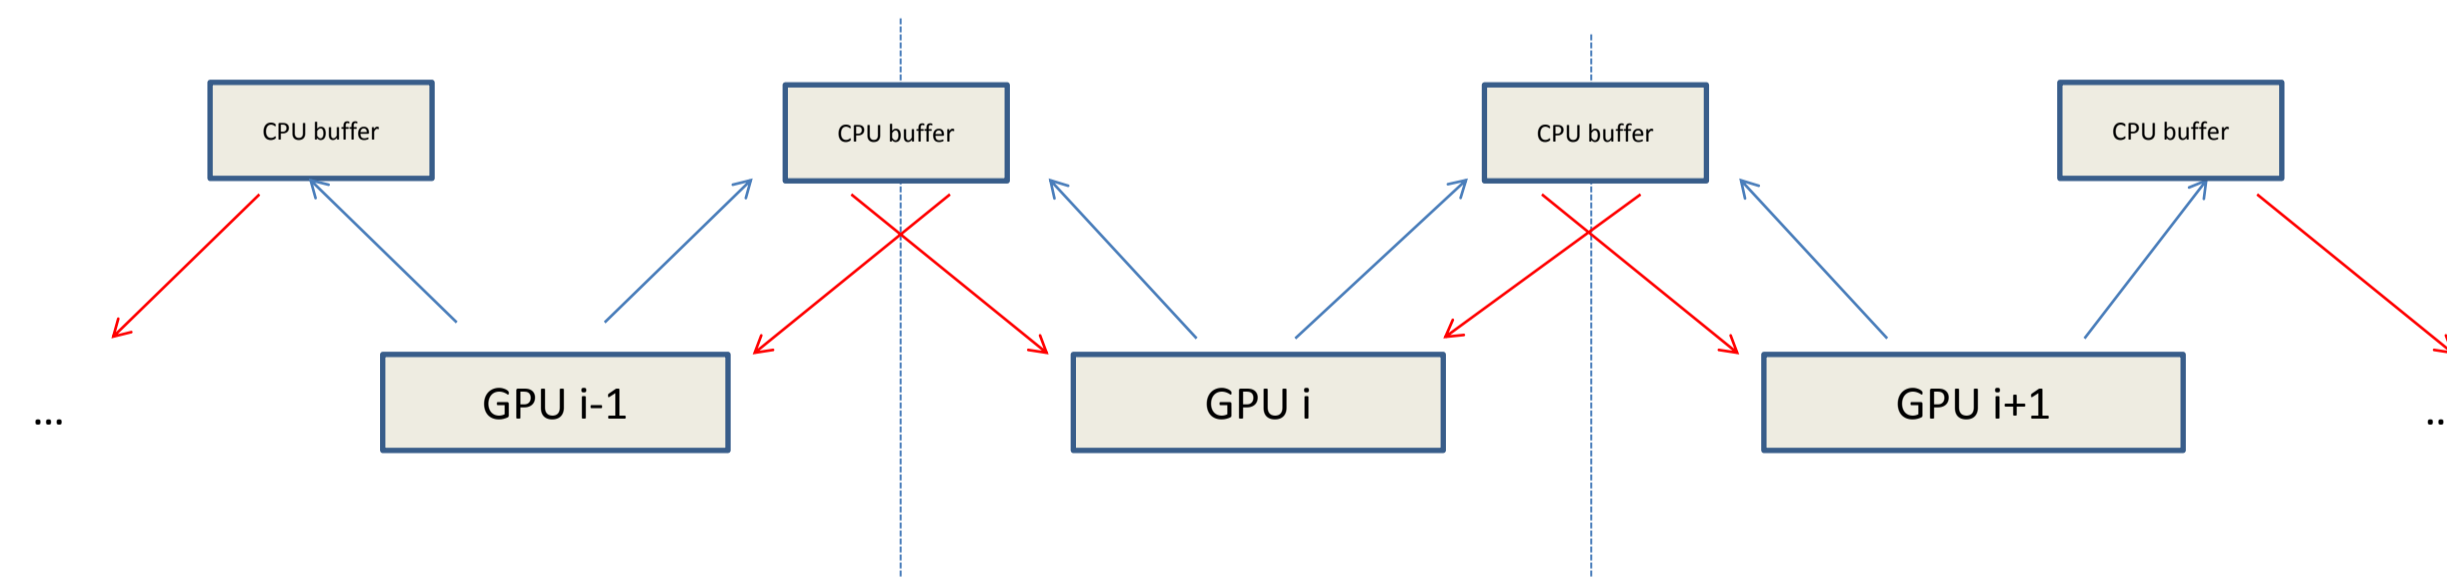 CPU buffer
CPU buffer
CPU buffer
CPU buffer
...
GPU i-1
GPU i
GPU i+1
..